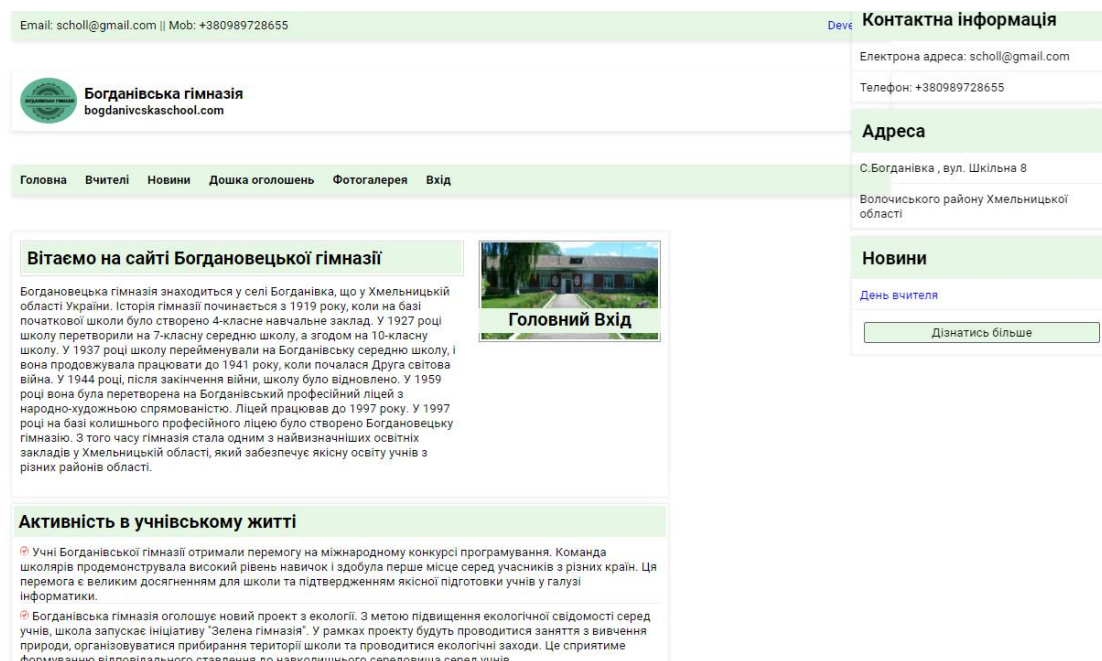 Email: scholl@gmail.com || Mob: +380989728655
Deve
Богданівська гімназія
bogdanivcskaschool.com
Головна Вчителі Новини Дошка оголошень Фотогалерея Вхід
Вітаємо на сайті Богдановецької гімназії
Богдановецька гімназія знаходиться у селі Богданівка, що у Хмельницькій
області України. Історія гімназії починається з 1919 року, коли на базі
початкової школи було створено 4-класне навчальне заклад. У 1927 році
школу перетворили на 7-класну середню школу, а згодом на 10-класну
школу. У 1937 році школу перейменували на Богданівську середню школу, і
вона продовжувала працювати до 1941 року, коли почалася Друга світова
війна. У 1944 році, після закінчення війни, школу було відновлено. У 1959
році вона була перетворена на Богданівський професійний ліцей з
народно-художньою спрямованістю. Ліцей працював до 1997 року. У 1997
році на базі колишнього професійного ліцею було створено Богдановецьку
гімназію. З того часу гімназія стала одним з найвизначніших освітніх
закладів у Хмельницькій області, який забезпечує якісну освіту учнів з
різних районів області.
Головний Вхід
Активність в учнівському житті
Учні Богданівської гімназії отримали перемогу на міжнародному конкурсі програмування. Команда
школярів продемонструвала високий рівень навичок і здобула перше місце серед учасників з різних країн. Ця
перемога є великим досягненням для школи та підтвердженням якісної підготовки учнів у галузі
інформатики.
Богданівська гімназія оголошує новий проект з екології. З метою підвищення екологічної свідомості серед
учнів, школа запускає ініціативу "Зелена гімназія". У рамках проекту будуть проводитися заняття з вивчення
природи, організовуватися прибирання території школи та проводитися екологічні заходи. Це сприятиме
формуванню відповідального ставлення до навколишнього середовища серед учнів.
Контактна інформація
Електрона адреса: scholl@gmail.com
Телефон: +380989728655
Адреса
С.Богданівка , вул. Шкільна 8
Волочиського району Хмельницької
області
Новини
День вчителя
Дізнатись більше